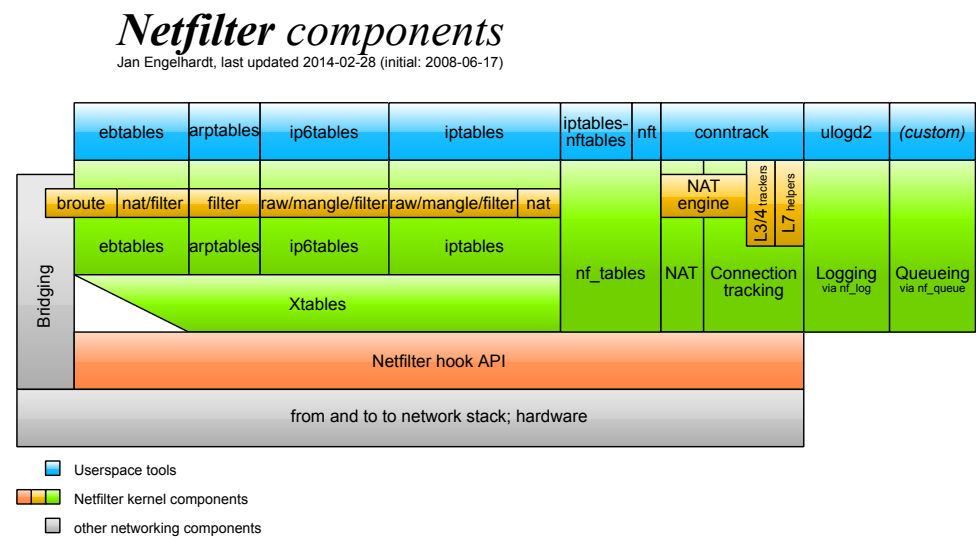 Netfilter components
Jan Engelhardt, last updated 2014-02-28 (initial: 2008-06-17)
ebtables
arptables
ip6tables
iptables
iptables-
nftables
nft
conntrack
ulogd2
(custom)
broute
nat/filter
filter
raw/mangle/filter
raw/mangle/filter
nat
NAT
engine
L3/4 trackers
L7 helpers
ebtables
arptables
ip6tables
iptables
nf_tables
NAT
Connection
tracking
Logging
via nf_log
Queueing
via nf_queue
Bridging
Xtables
Netfilter hook API
from and to to network stack; hardware
Userspace tools
Netfilter kernel components
other networking components